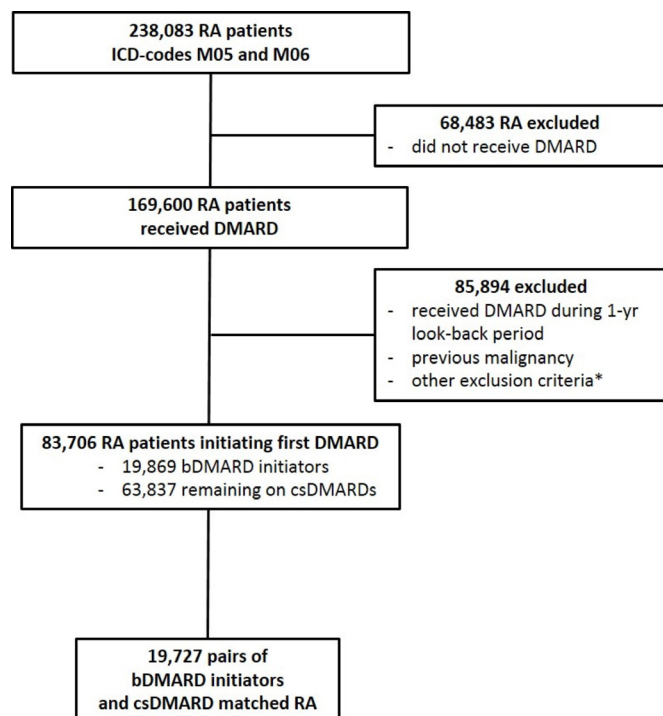 238,083 RA patients
ICD-codes M05 and M06
68,483 RA excluded
- did not receive DMARD
169,600 RA patients
received DMARD
85,894 excluded
- received DMARD during 1-yr
look-back period
- previous malignancy
- other exclusion criteria*
83,706 RA patients initiating first DMARD
- 19,869 bDMARD initiators
- 63,837 remaining on csDMARDs
19,727 pairs of
bDMARD initiators
and csDMARD matched RA